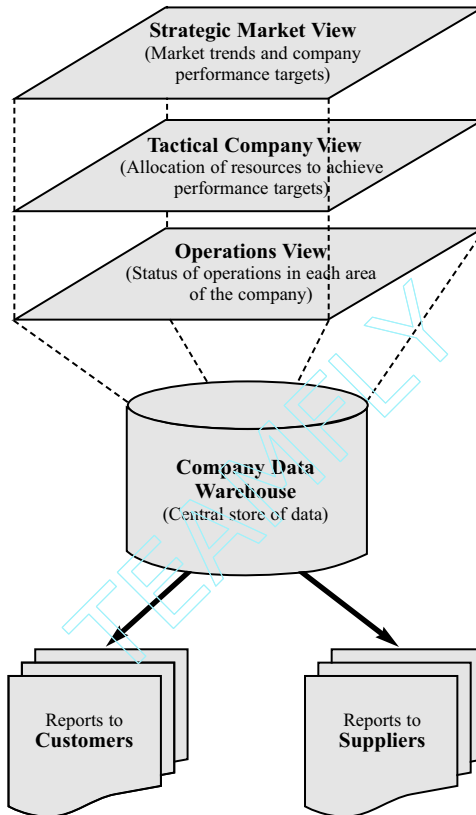 Strategic Market View
(Market trends and company
performance targets)
Tactical Company View
(Allocation of resources to achieve
performance targets)
Operations View
(Status of operations in each area
of the company)
Company Data
Warehouse
(Central store of data)
TEAMFLY
Reports to
Customers
Reports to
Suppliers